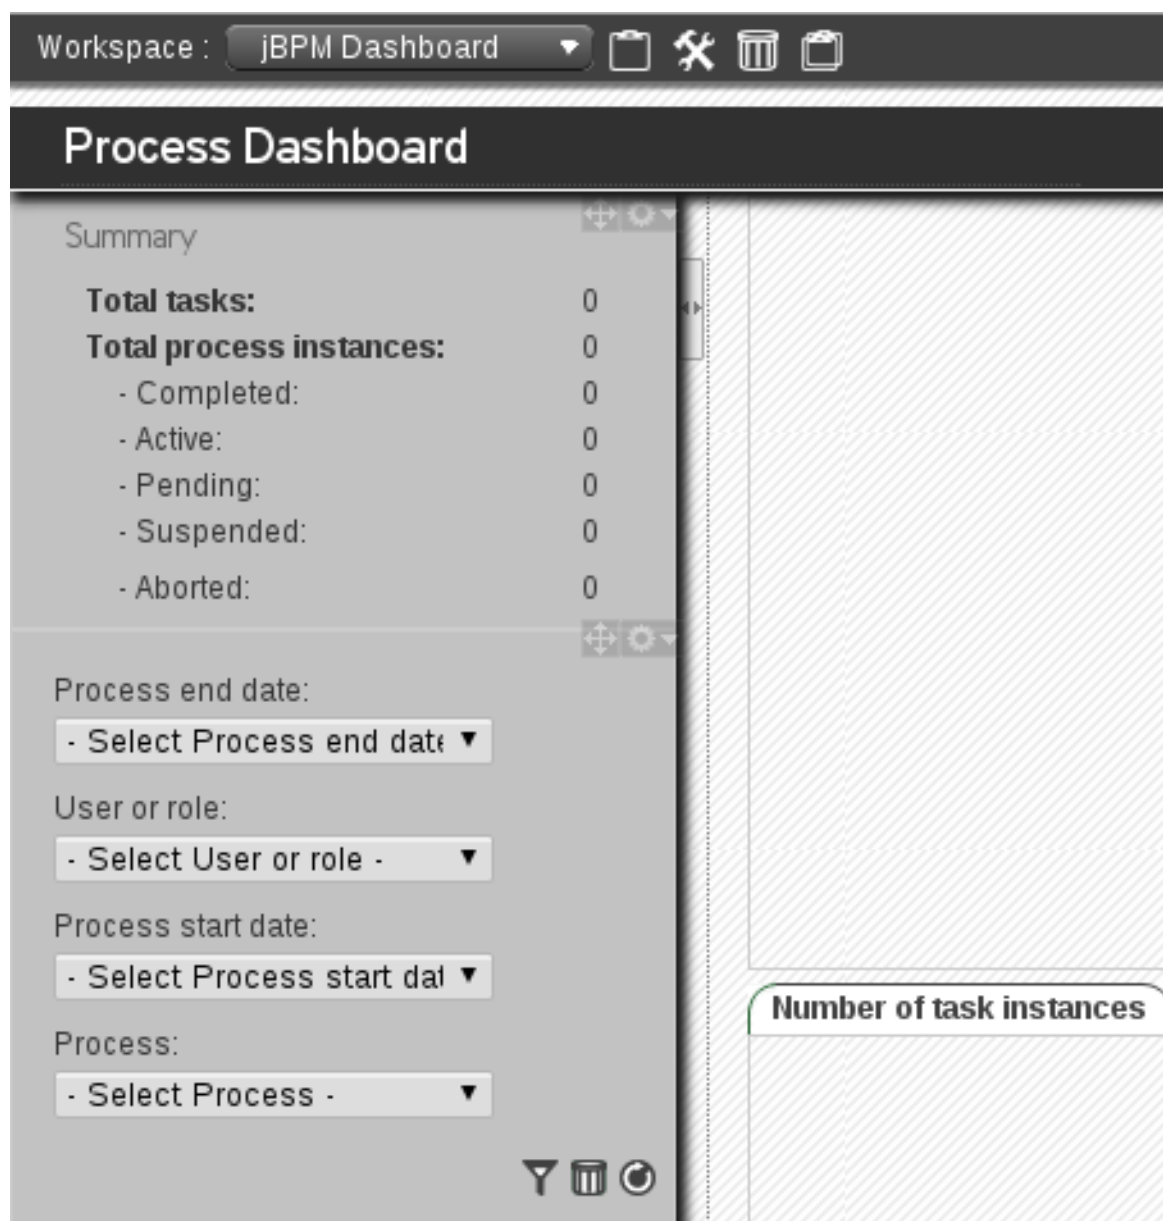 Workspace : jBPM Dashboard
Process Dashboard
Summary
Total tasks: 0
Total process instances: 0
- Completed: 0
- Active: 0
- Pending: 0
- Suspended: 0
- Aborted: 0
Process end date:
- Select Process end date
User or role:
- Select User or role -
Process start date:
- Select Process start dat
Process:
- Select Process -
Number of task instances